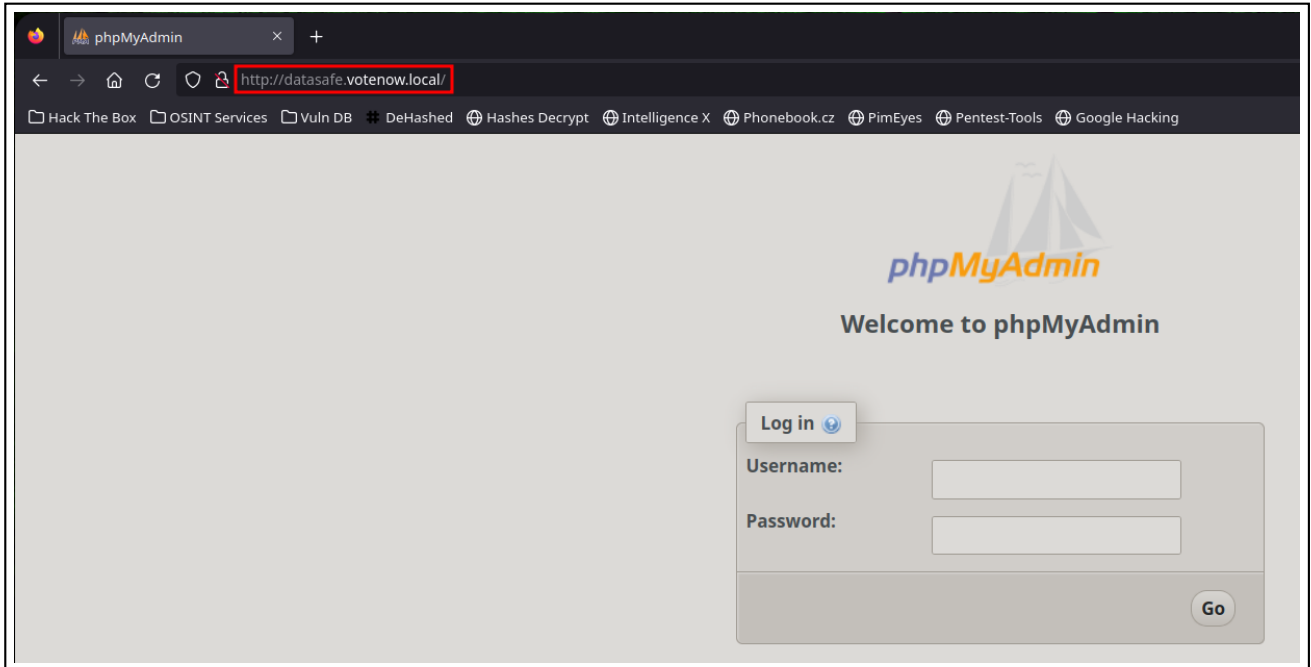 phpMyAdmin
http://datasafe.votenow.local/
Hack The Box OSINT Services Vuln DB DeHashed Hashes Decrypt Intelligence X Phonebook.cz PimEyes Pentest-Tools Google Hacking
phpMyAdmin
Welcome to phpMyAdmin
Log in
Username:
Password:
Go